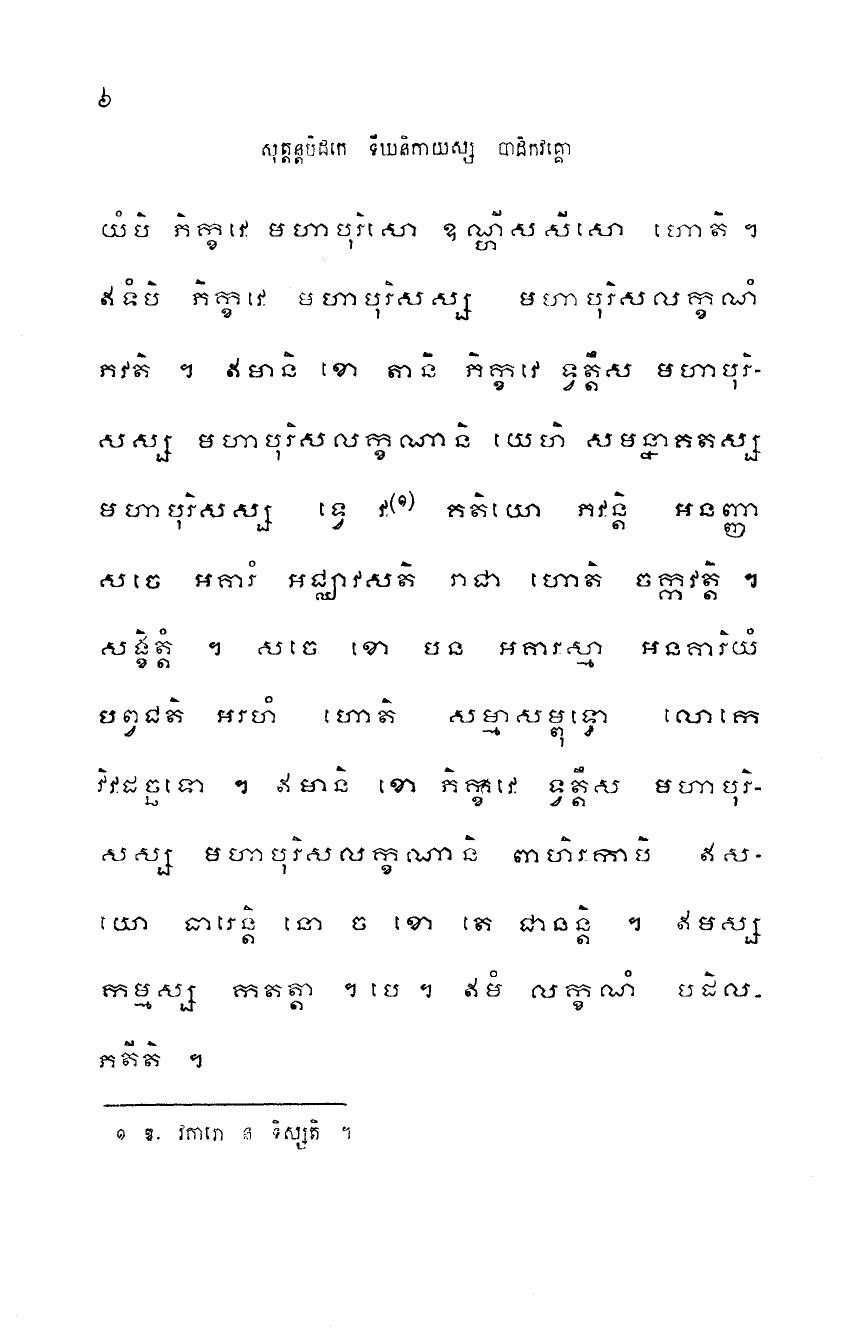 ៦
សុត្តន្តបិដកេ ទីឃនិកាយស្ស បាដិកវគ្គោ
យំបិ ភិក្ខវេ មហាបុរិសោ ឧណ្ហីសសីសោ ហោតិ ។
ឥទំបិ ភិក្ខវេ មហាបុរិសស្ស មហាបុរិសលក្ខណំ
ភវតិ ។ ឥមានិ ខោ តានិ ភិក្ខវេ ទ្វត្តឹស មហាបុរិ-
សស្ស មហាបុរិសលក្ខណានិ យេហិ សមន្នាគតស្ស
មហាបុរិសស្ស ទ្វេ វ(១) គតិយោ ភវន្តិ អនញ្ញា
សចេ អគារំ អជ្ឈាវសតិ រាជា ហោតិ ចក្កវត្តិ ។
សង្ខិត្តំ ។ សចេ ខោ បន អគារស្មា អនគារិយំ
បព្វជតិ អរហំ ហោតិ សម្មាសម្ពុទ្ធោ លោកេ
វិវដច្ឆទោ ។ ឥមានិ ខោ ភិក្ខវេ ទ្វត្តឹស មហាបុរិ-
សស្ស មហាបុរិសលក្ខណានិ ពាហិរកាបិ ឥស-
យោ ធារេន្តិ នោ ច ខោ តេ ជានន្តិ ។ ឥមស្ស
កម្មស្ស កតត្តា ។ បេ ។ ឥមំ លក្ខណំ បដិល-
ភតីតិ ។
១ ឱ. វការោ ន ទិស្សតិ ។